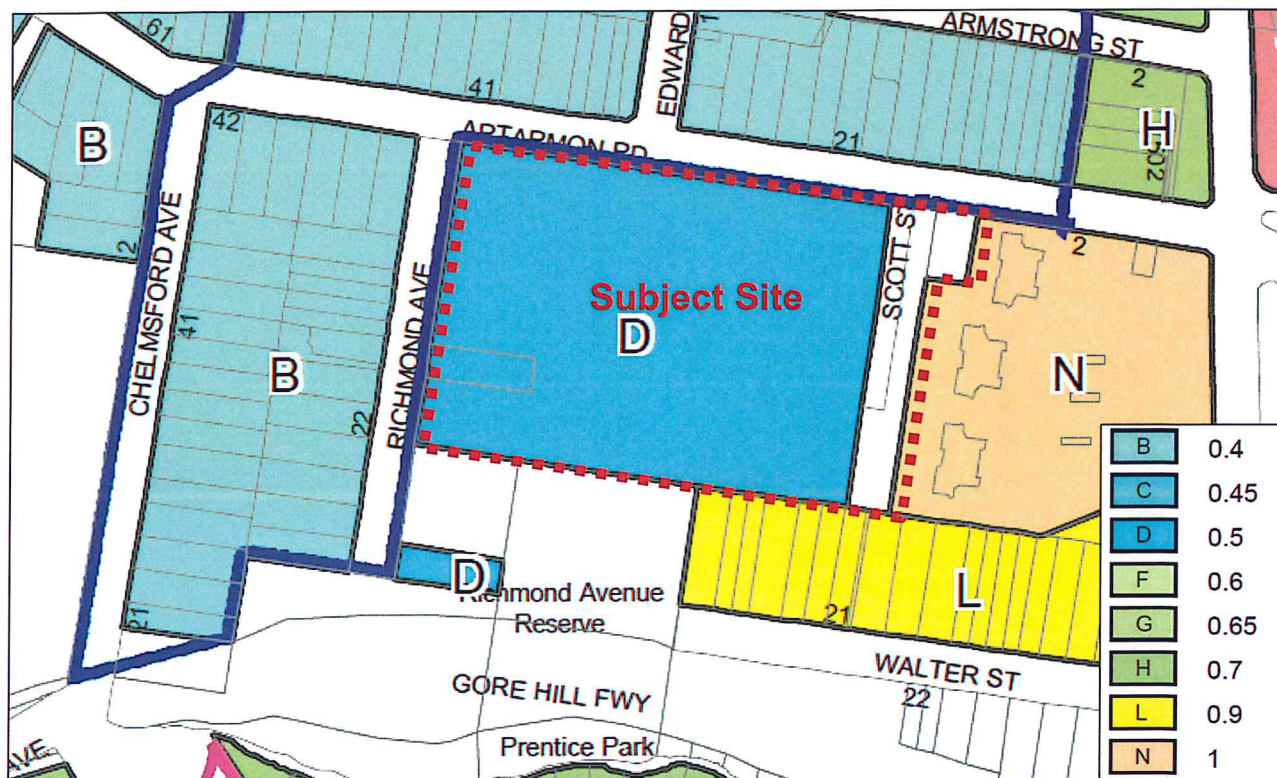 ARMSTRONG ST
61
EDWARD
1
2
41
H
42
ARTARMON RD
21
502
B
2
SCOTT S
2
CHELMSFORD AVE
RICHMOND AVE
Subject Site
41
D
B
N
22
B 0.4
C 0.45
D 0.5
F 0.6
G 0.65
H 0.7
L 0.9
N 1
D
L
21
21
Richmond Avenue
Reserve
WALTER ST
GORE HILL FWY
22
Prentice Park
AVE